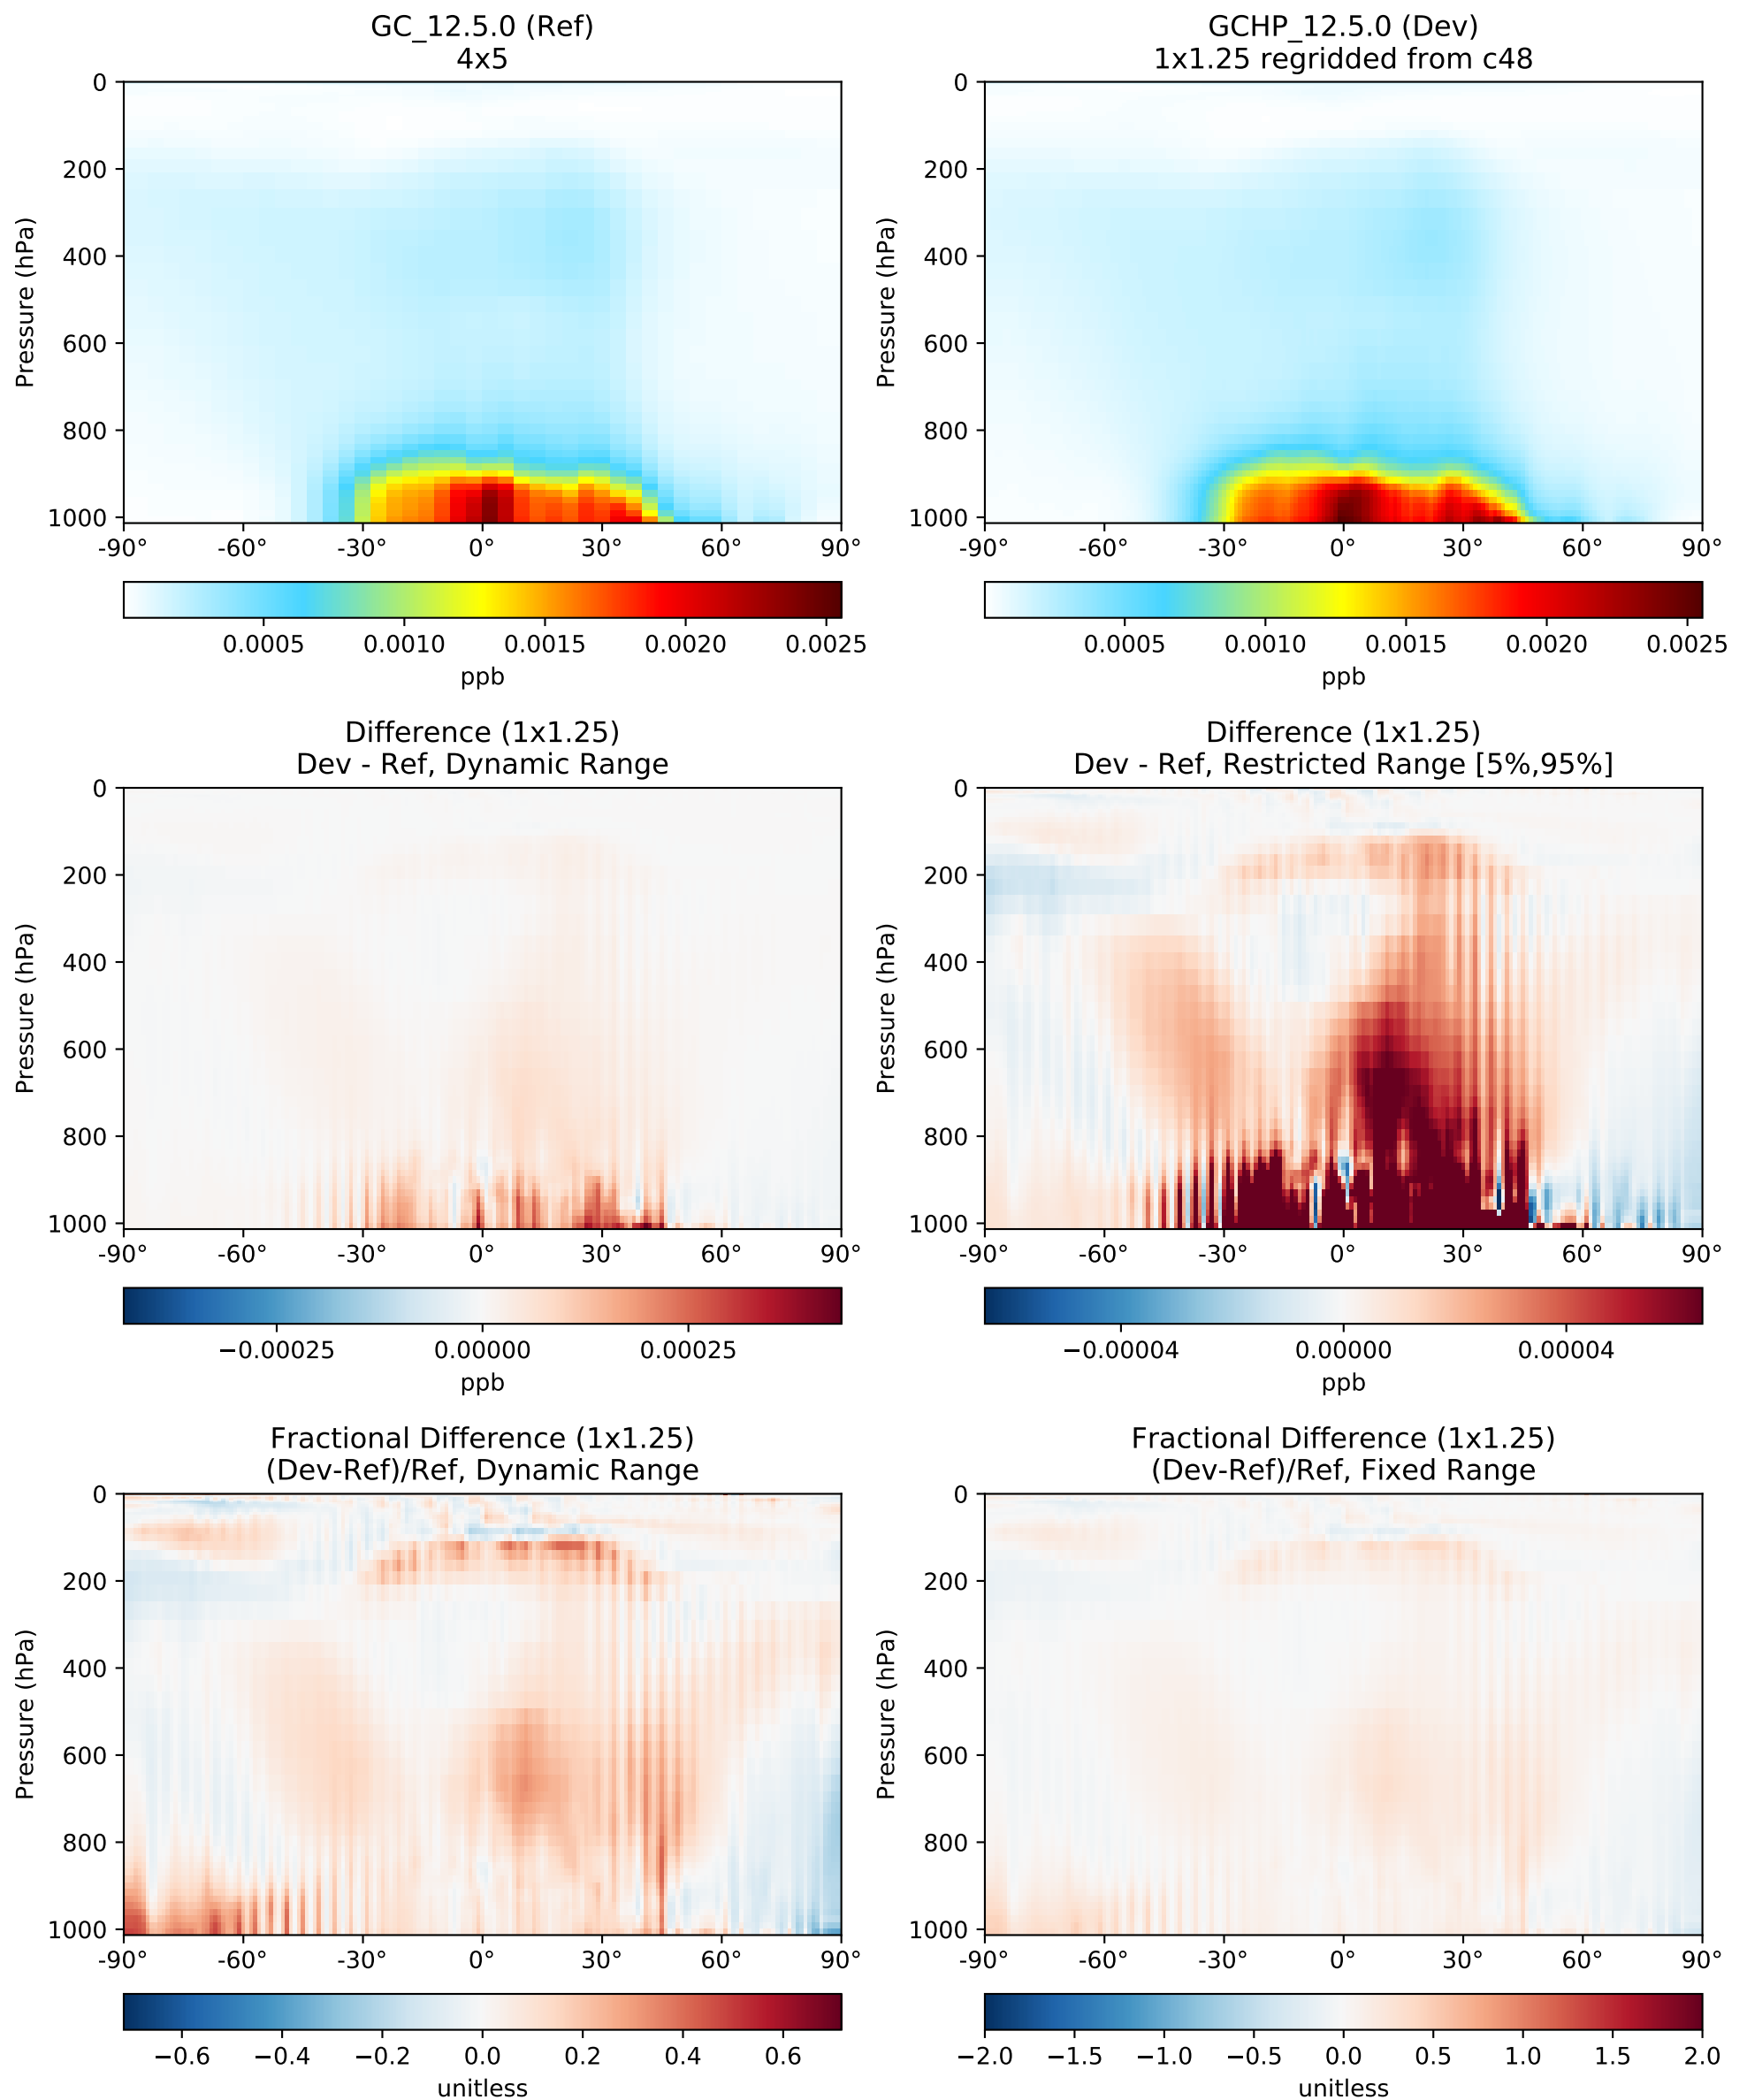 GC_12.5.0 (Ref)
4x5
0
200
400
600
800
1000
Pressure (hPa)
-90° -60° -30° 0° 30° 60° 90°
0.0005 0.0010 0.0015 0.0020 0.0025
ppb
GCHP_12.5.0 (Dev)
1x1.25 regridded from c48
0
200
400
600
800
1000
Pressure (hPa)
-90° -60° -30° 0° 30° 60° 90°
0.0005 0.0010 0.0015 0.0020 0.0025
ppb
Difference (1x1.25)
Dev - Ref, Dynamic Range
0
200
400
600
800
1000
Pressure (hPa)
-90° -60° -30° 0° 30° 60° 90°
−0.00025 0.00000 0.00025
ppb
Difference (1x1.25)
Dev - Ref, Restricted Range [5%,95%]
0
200
400
600
800
1000
Pressure (hPa)
-90° -60° -30° 0° 30° 60° 90°
−0.00004 0.00000 0.00004
ppb
Fractional Difference (1x1.25)
(Dev-Ref)/Ref, Dynamic Range
0
200
400
600
800
1000
Pressure (hPa)
-90° -60° -30° 0° 30° 60° 90°
−0.6 −0.4 −0.2 0.0 0.2 0.4 0.6
unitless
Fractional Difference (1x1.25)
(Dev-Ref)/Ref, Fixed Range
0
200
400
600
800
1000
Pressure (hPa)
-90° -60° -30° 0° 30° 60° 90°
−2.0 −1.5 −1.0 −0.5 0.0 0.5 1.0 1.5 2.0
unitless